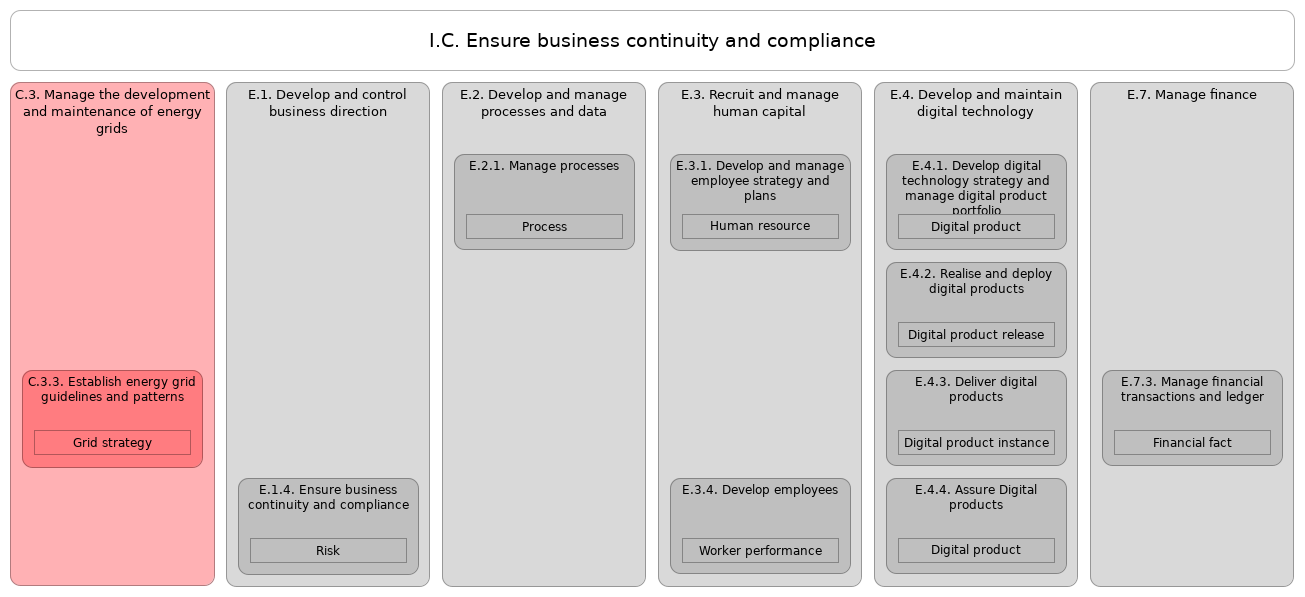 I.C. Ensure business continuity and compliance
C.3. Manage the development
and maintenance of energy
grids
C.3.3. Establish energy grid
guidelines and patterns
Grid strategy
E.1. Develop and control
business direction
E.1.4. Ensure business
continuity and compliance
Risk
E.2. Develop and manage
processes and data
E.2.1. Manage processes
Process
E.3. Recruit and manage
human capital
E.3.1. Develop and manage
employee strategy and
plans
Human resource
E.3.4. Develop employees
Worker performance
E.4. Develop and maintain
digital technology
E.4.1. Develop digital
technology strategy and
manage digital product
portfolio
Digital product
E.4.2. Realise and deploy
digital products
Digital product release
E.4.3. Deliver digital
products
Digital product instance
E.4.4. Assure Digital
products
Digital product
E.7. Manage finance
E.7.3. Manage financial
transactions and ledger
Financial fact